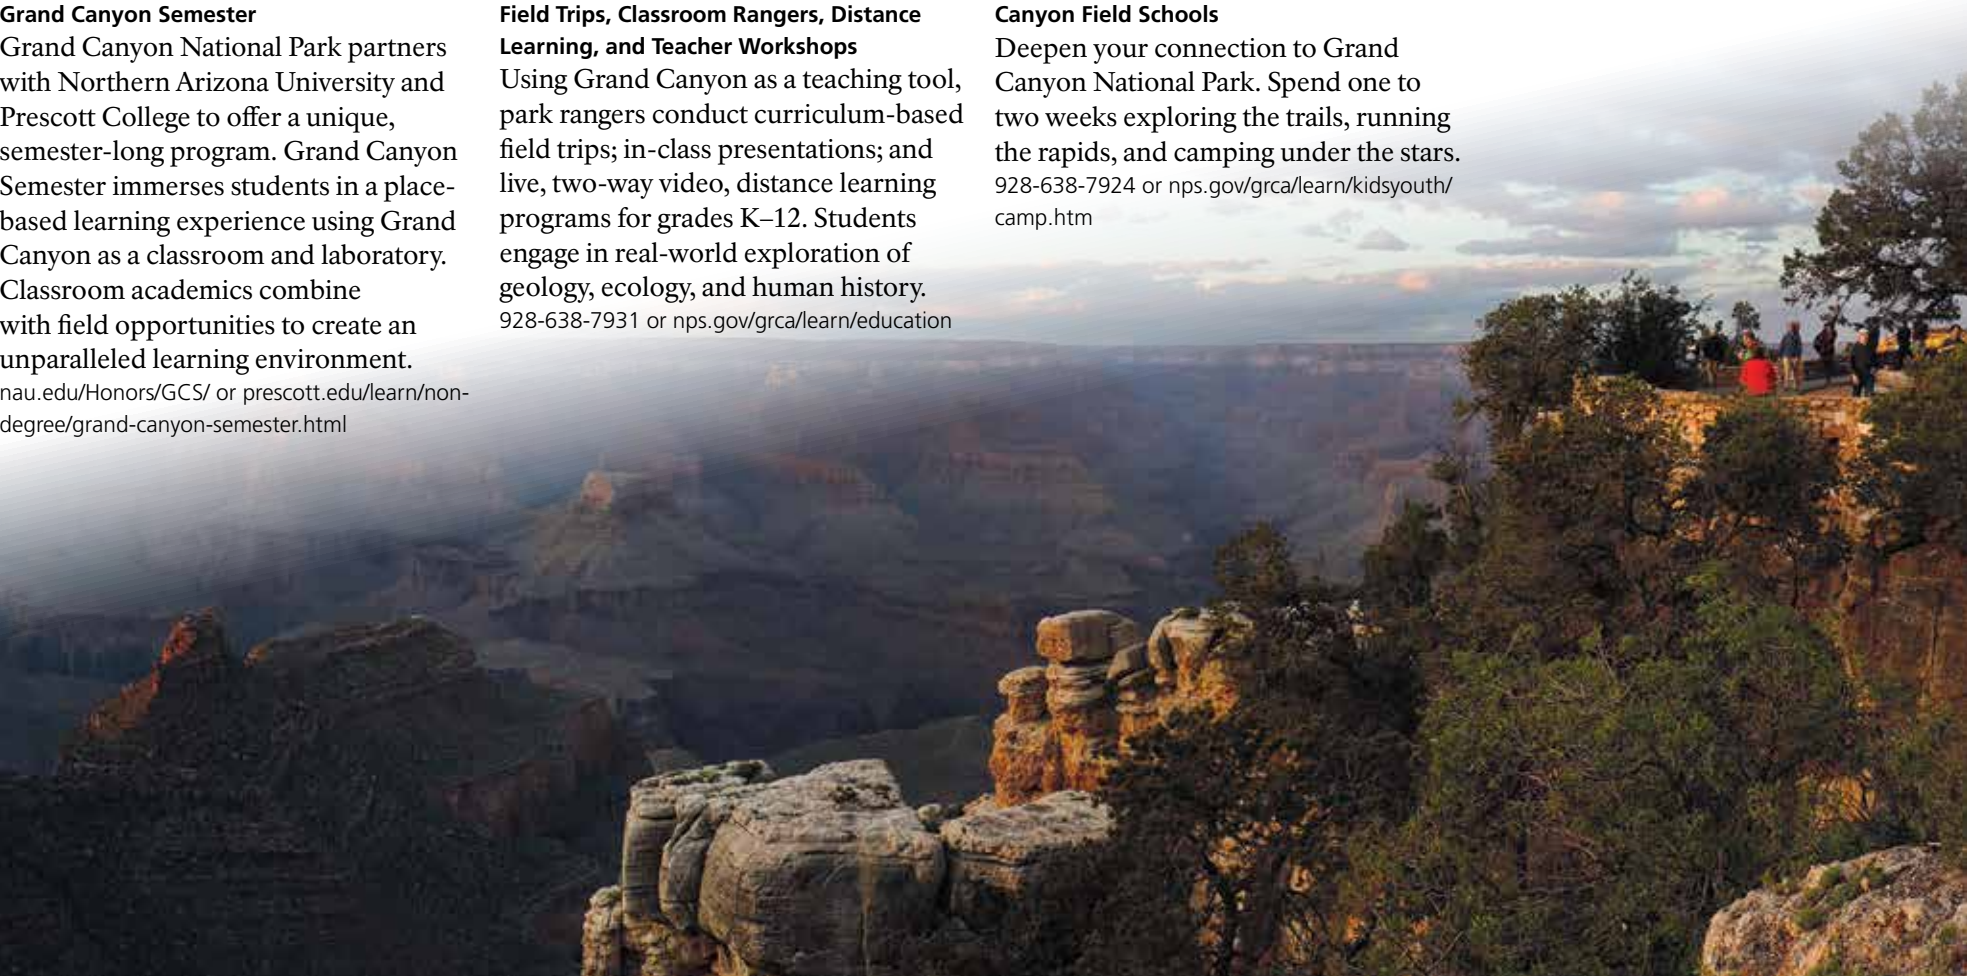 Grand Canyon Semester
Grand Canyon National Park partners
with Northern Arizona University and
Prescott College to offer a unique,
semester-long program. Grand Canyon
Semester immerses students in a place-
based learning experience using Grand
Canyon as a classroom and laboratory.
Classroom academics combine
with field opportunities to create an
unparalleled learning environment.
nau.edu/Honors/GCS/ or prescott.edu/learn/non-
degree/grand-canyon-semester.html
Field Trips, Classroom Rangers, Distance
Learning, and Teacher Workshops
Using Grand Canyon as a teaching tool,
park rangers conduct curriculum-based
field trips; in-class presentations; and
live, two-way video, distance learning
programs for grades K–12. Students
engage in real-world exploration of
geology, ecology, and human history.
928-638-7931 or nps.gov/grca/learn/education
Canyon Field Schools
Deepen your connection to Grand
Canyon National Park. Spend one to
two weeks exploring the trails, running
the rapids, and camping under the stars.
928-638-7924 or nps.gov/grca/learn/kidsyouth/
camp.htm